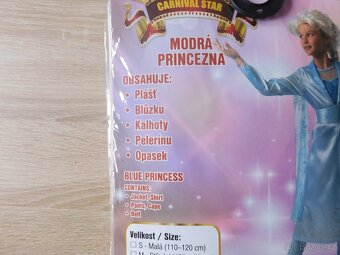 CARNIVAL STAR
MODRÁ
PRINCEZNA
OBSAHUJE:
• Plášť
• Blůzku
• Kalhoty
• Pelerínu
• Opasek
BLUE PRINCESS
CONTAINS:
• Jacket, Shirt
• Pants, Cape
• Belt
Velikost / Size:
S - Malá (110-120 cm)